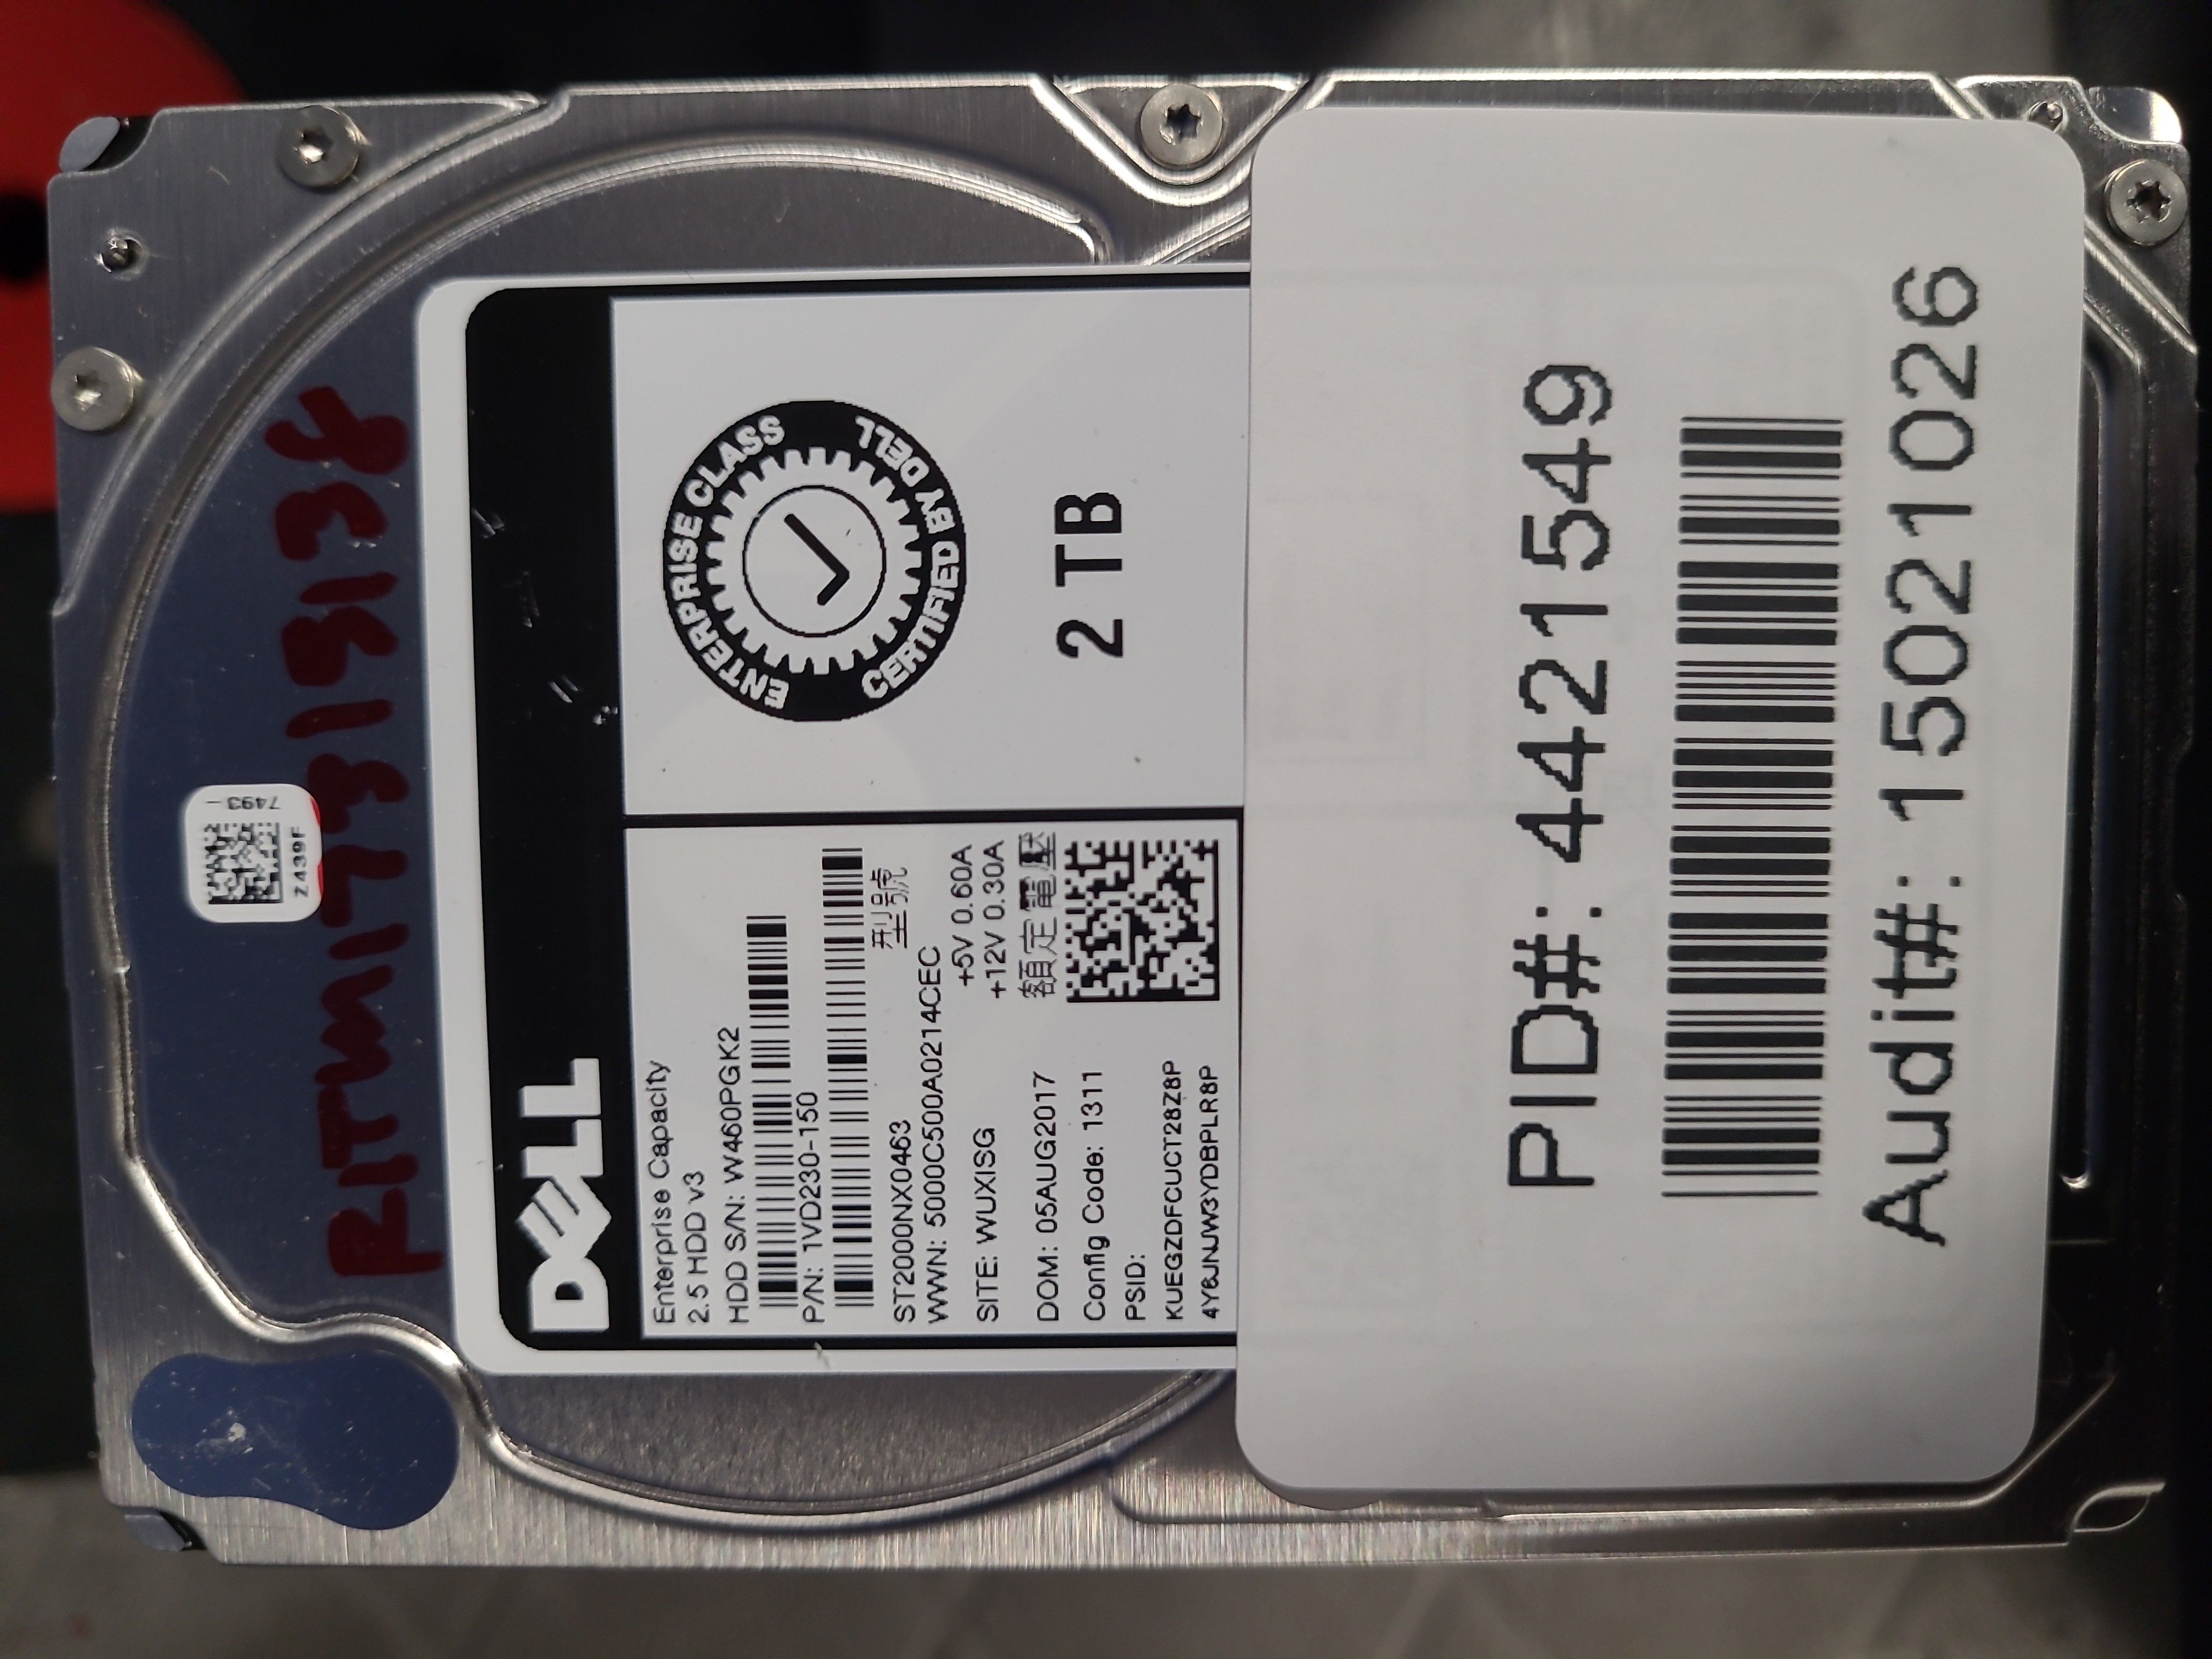 7493-
Z439F
RITM17313138
DELL
Enterprise Capacity
2.5 HDD v3
HDD S/N: W460PGK2
P/N: 1VD230-150
ST2000NX0463 型號
WWN: 5000C500A0214CEC
+5V 0.60A
SITE: WUXISG
+12V 0.30A
DOM: 05AUG2017
額定電壓
Config Code: 1311
PSID:
KUEGZDFCUCT28Z8P
4Y6JNJW3YDBPLR8P
ENTERPRISE CLASS
CERTIFIED BY DELL
2 TB
PID#: 4421549
Audit#: 15021026